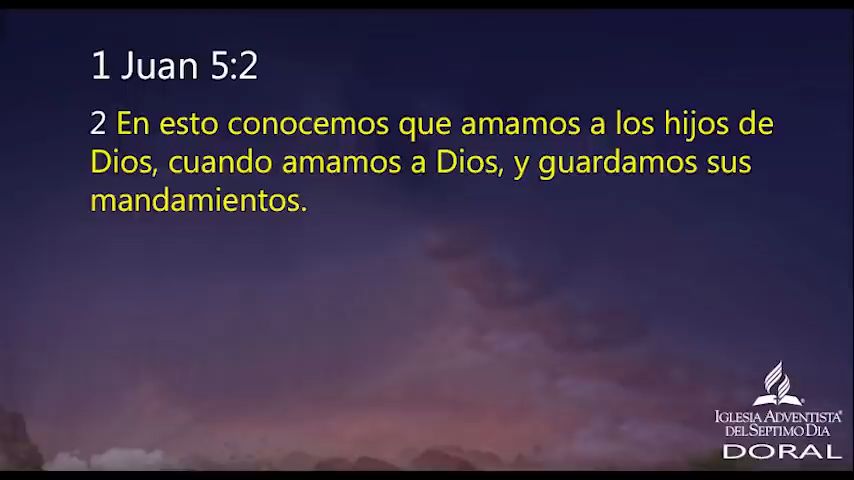 1 Juan 5:2
2 En esto conocemos que amamos a los hijos de
Dios, cuando amamos a Dios, y guardamos sus
mandamientos.
IGLESIA ADVENTISTA®
DEL SEPTIMO DIA
DORAL